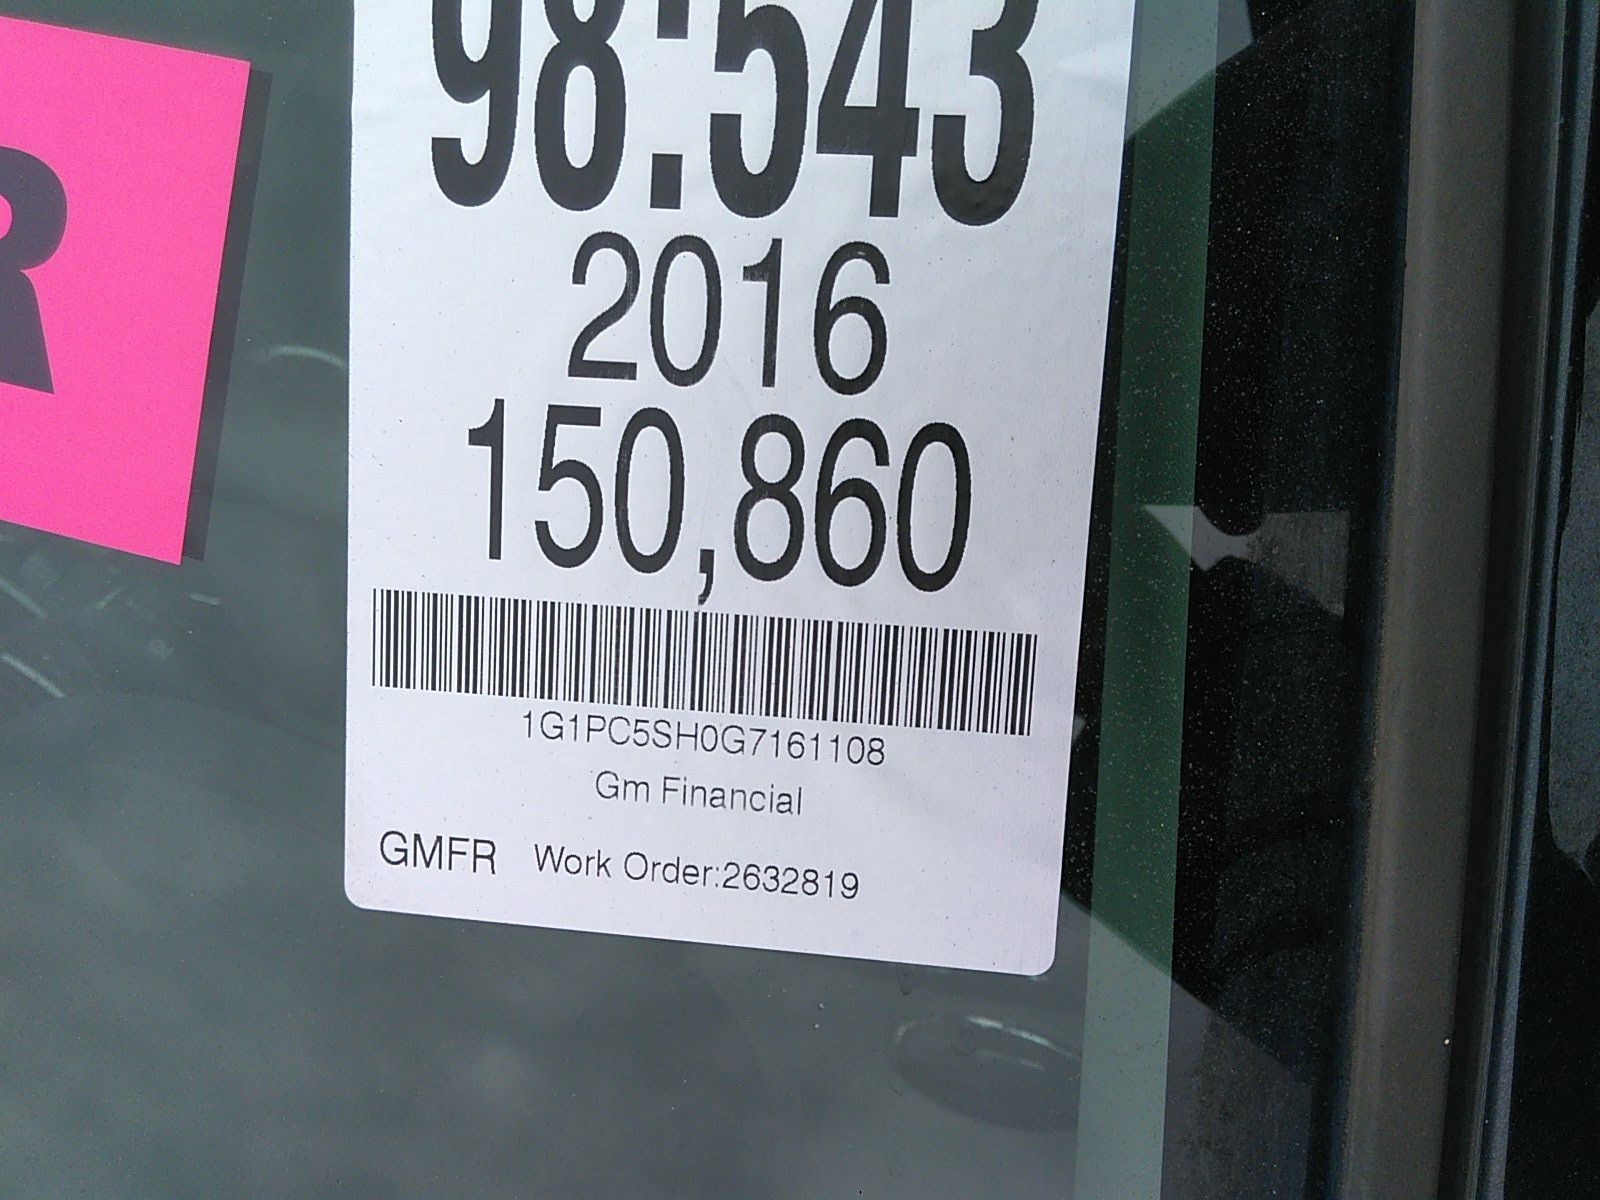 98:543
2016
150,860
1G1PC5SH0G7161108
Gm Financial
GMFR Work Order:2632819
R